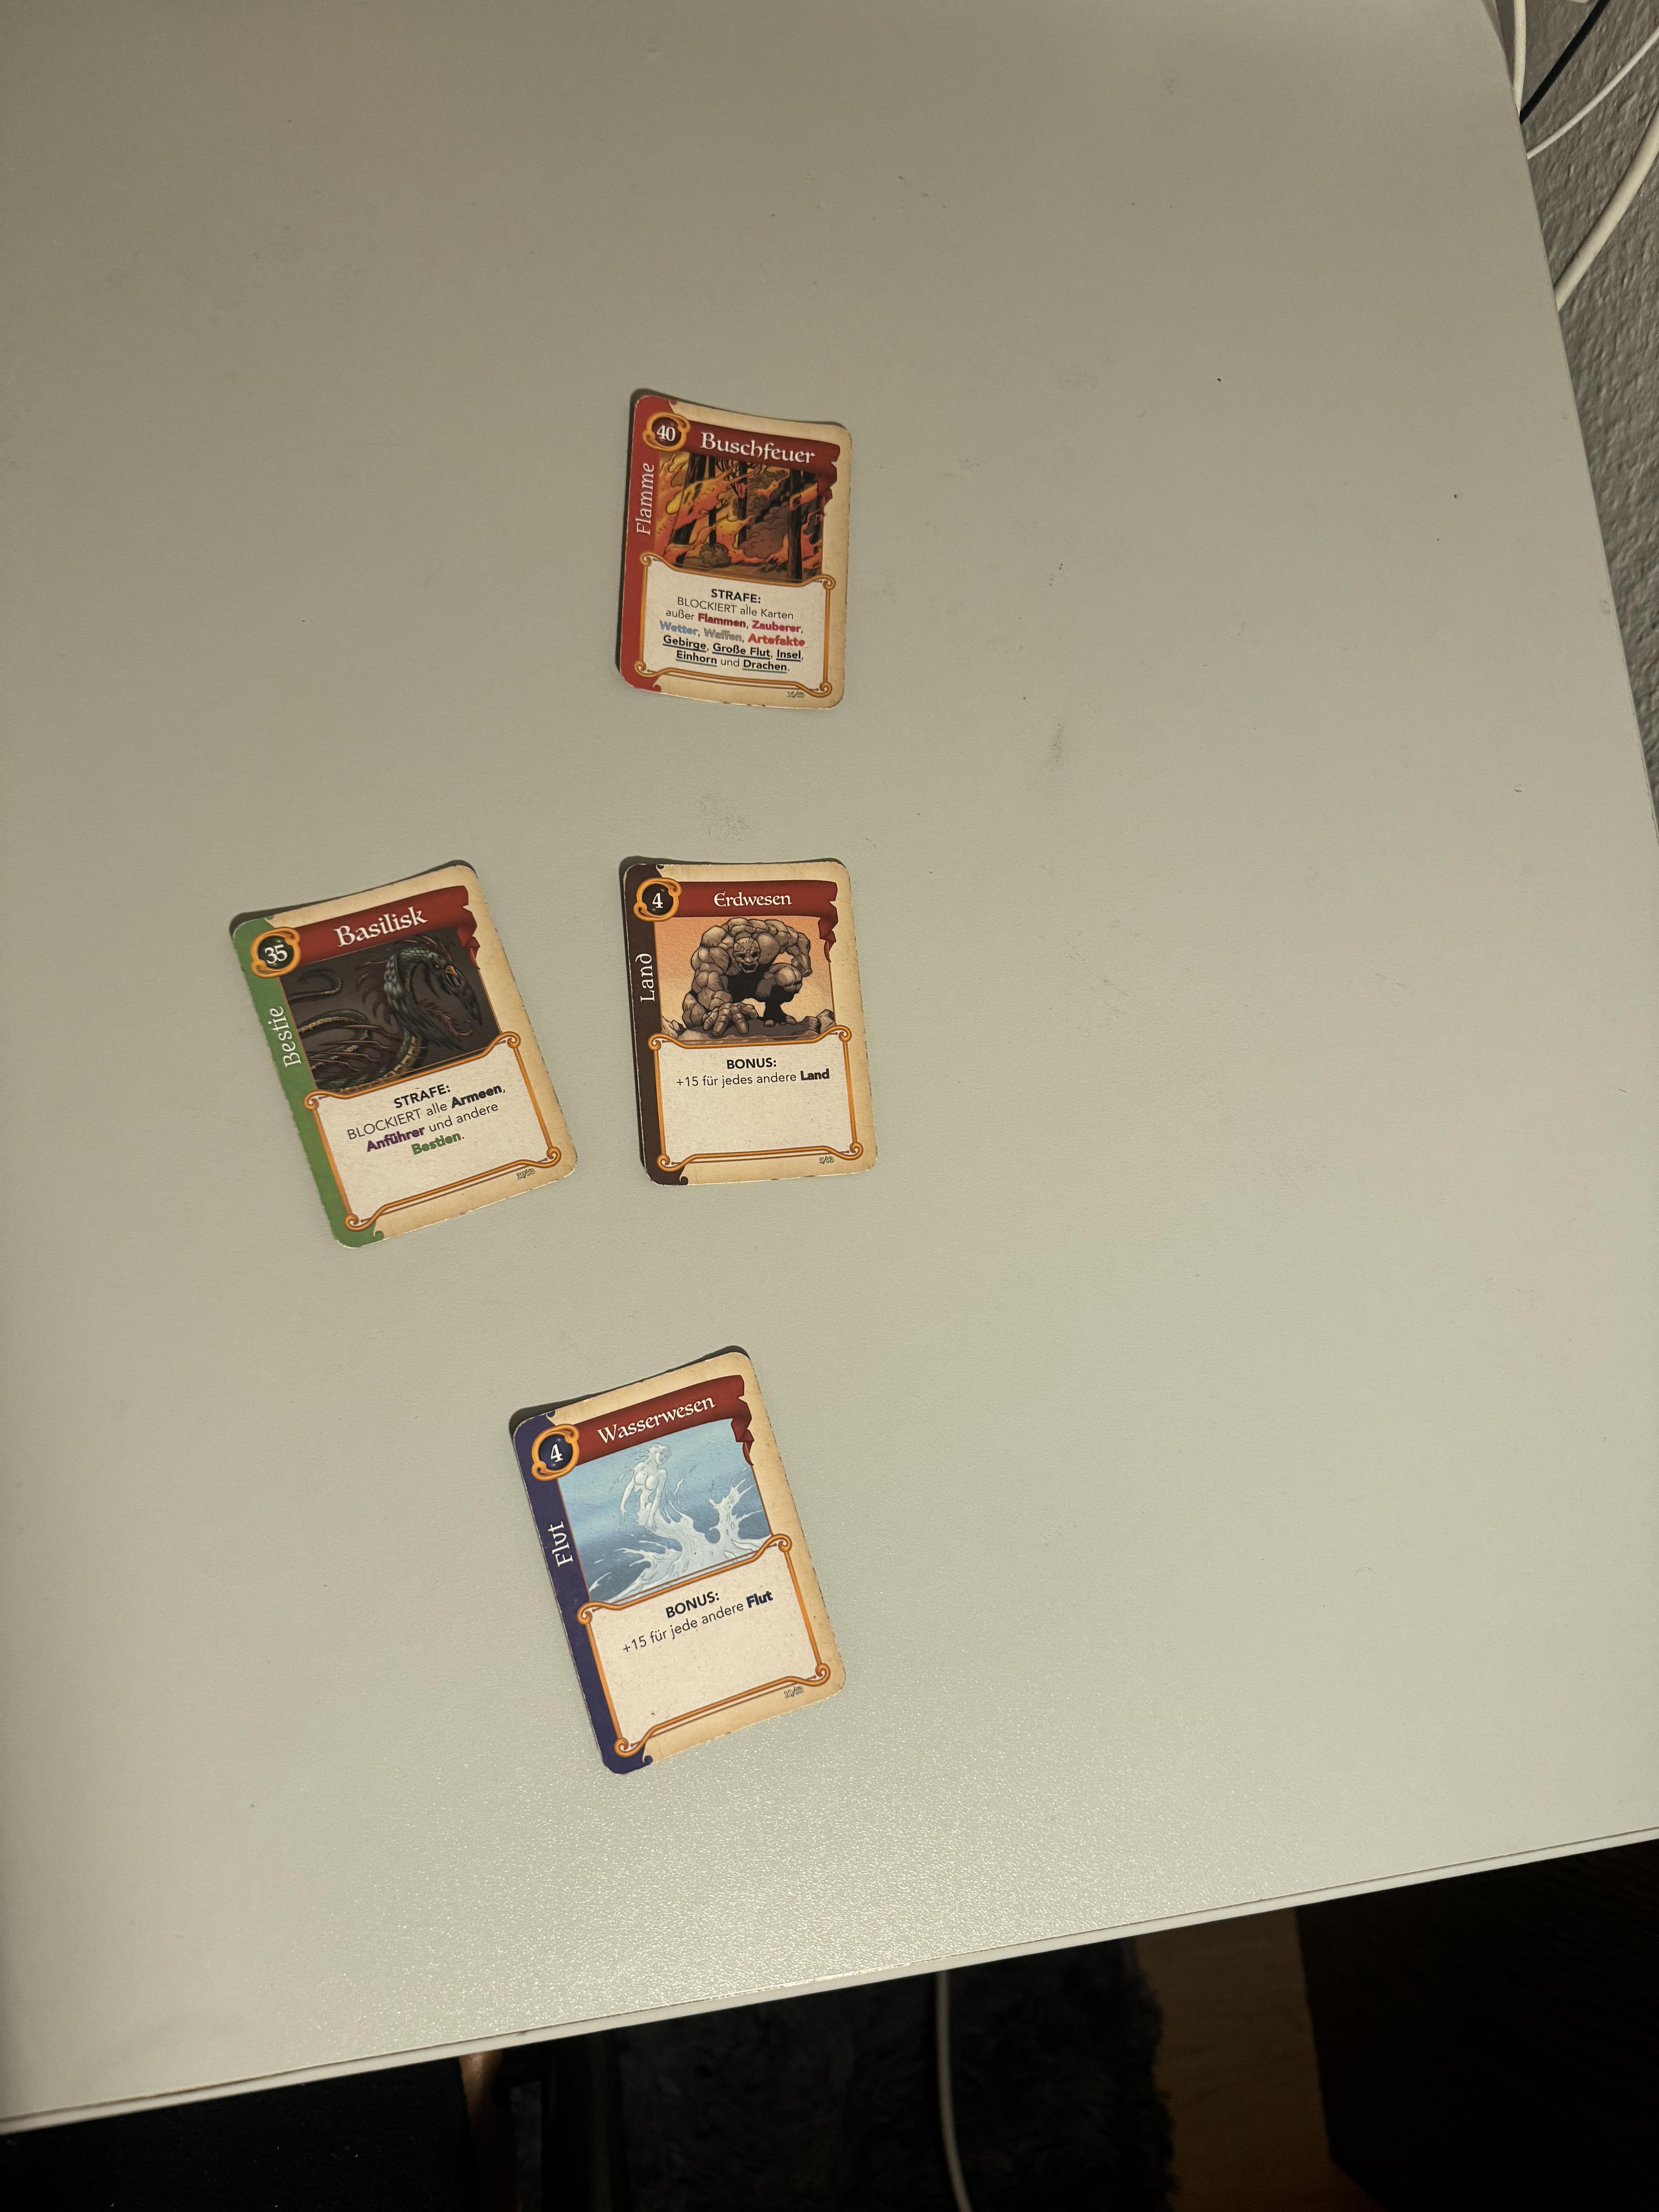 40
Buschfeuer
Flamme
STRAFE:
BLOCKIERT alle Karten
außer Flammen, Zauberer,
Wetter, Waffen, Artefakte
Gebirge, Große Flut, Insel,
Einhorn und Drachen.
35
Basilisk
Bestie
STRAFE:
BLOCKIERT alle Armeen,
Anführer und andere
Bestien.
4
Erdwesen
Land
BONUS:
+15 für jedes andere Land
4
Wasserwesen
Flut
BONUS:
+15 für jede andere Flut